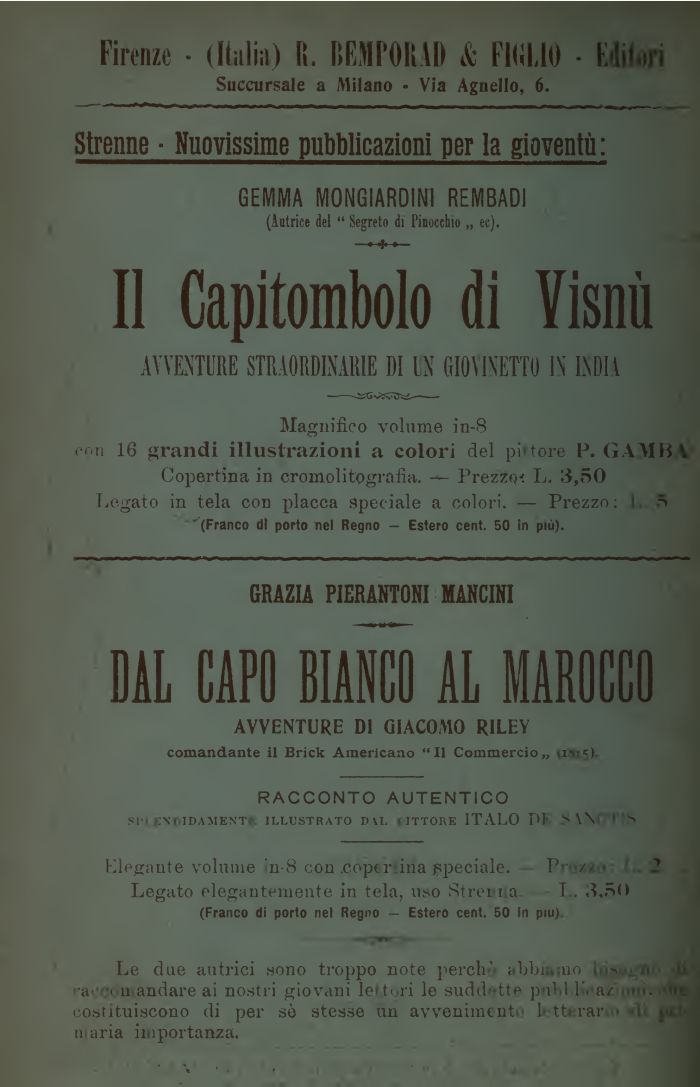 Firenze - (Italia) R. BEMPORAD & FIGLIO - Editori
Succursale a Milano - Via Agnello, 6.
Strenne - Nuovissime pubblicazioni per la gioventù:
GEMMA MONGIARDINI REMBADI
(Autrice del “ Segreto di Pinocchio „ ec).
Il Capitombolo di Visnù
AVVENTURE STRAORDINARIE DI UN GIOVINETTO IN INDIA
Magnifico volume in-8
con 16 grandi illustrazioni a colori del pittore P. GAMBA
Copertina in cromolitografia. — Prezzo: L. 3,50
Legato in tela con placca speciale a colori. — Prezzo: L. 5
(Franco di porto nel Regno — Estero cent. 50 in più).
GRAZIA PIERANTONI MANCINI
DAL CAPO BIANCO AL MAROCCO
AVVENTURE DI GIACOMO RILEY
comandante il Brick Americano “Il Commercio„ (1815).
RACCONTO AUTENTICO
SPLENDIDAMENTE ILLUSTRATO DAL PITTORE ITALO DE SANCTIS
Elegante volume in-8 con copertina speciale. — Prezzo: L. 2
Legato elegantemente in tela, uso Strenna. — L. 3,50
(Franco di porto nel Regno — Estero cent. 50 in più).
Le due autrici sono troppo note perchè abbiamo bisogno di
raccomandare ai nostri giovani lettori le suddette pubblicazioni, che
costituiscono di per sè stesse un avvenimento letterario di pri-
maria importanza.